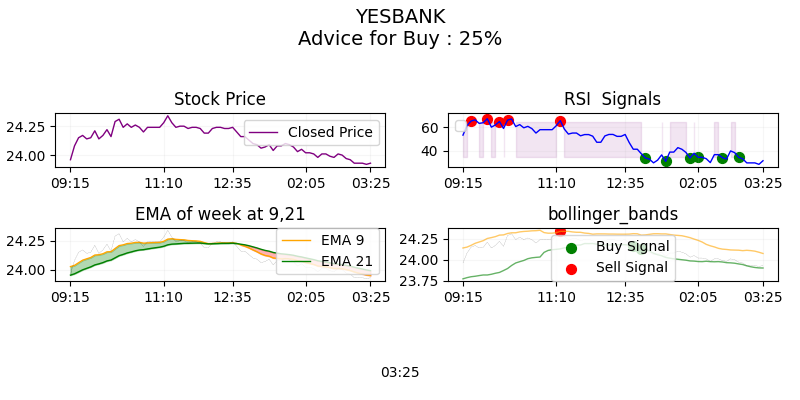 YESBANK
Advice for Buy : 25%
Stock Price
24.25
24.00
Closed Price
09:15
11:10
12:35
02:05
03:25
RSI  Signals
60
40
09:15
11:10
12:35
02:05
03:25
EMA of week at 9,21
24.25
24.00
EMA 9
EMA 21
09:15
11:10
12:35
02:05
03:25
bollinger_bands
24.25
24.00
23.75
Buy Signal
Sell Signal
09:15
11:10
12:35
02:05
03:25
03:25